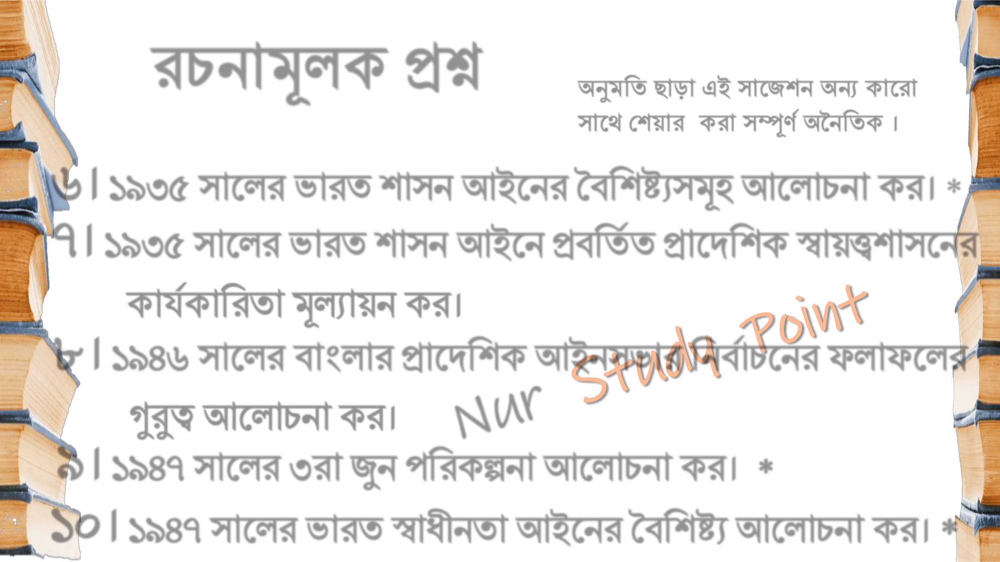 রচনামূলক প্রশ্ন
অনুমতি ছাড়া এই সাজেশন অন্য কারো
সাথে শেয়ার করা সম্পূর্ণ অনৈতিক ।
৬। ১৯৩৫ সালের ভারত শাসন আইনের বৈশিষ্ট্যসমূহ আলোচনা কর। *
৭। ১৯৩৫ সালের ভারত শাসন আইনে প্রবর্তিত প্রাদেশিক স্বায়ত্ত্বশাসনের
কার্যকারিতা মূল্যায়ন কর।
৮। ১৯৪৬ সালের বাংলার প্রাদেশিক আইনসভার নির্বাচনের ফলাফলের
গুরুত্ব আলোচনা কর।
Nur Study Point
৯। ১৯৪৭ সালের ৩রা জুন পরিকল্পনা আলোচনা কর। *
১০। ১৯৪৭ সালের ভারত স্বাধীনতা আইনের বৈশিষ্ট্য আলোচনা কর। *